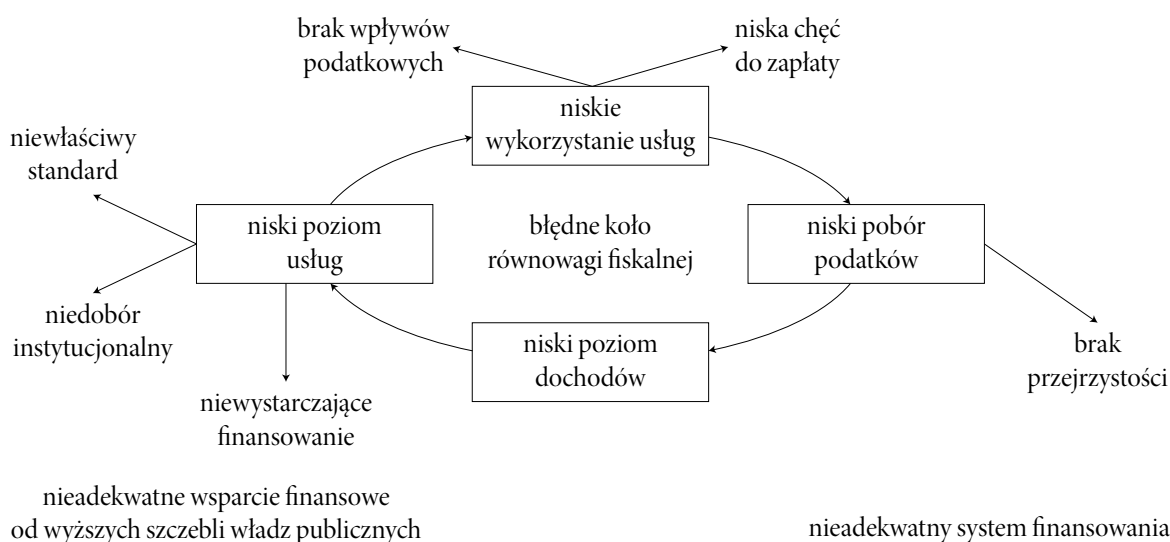 brak wpływów
podatkowych
niska chęć
do zapłaty
niskie
wykorzystanie usług
niewłaściwy
standard
niski poziom
usług
błędne koło
równowagi fiskalnej
niski pobór
podatków
niedobór
instytucjonalny
niski poziom
dochodów
brak
przejrzystości
niewystarczające
finansowanie
nieadekwatne wsparcie finansowe
od wyższych szczebli władz publicznych
nieadekwatny system finansowania